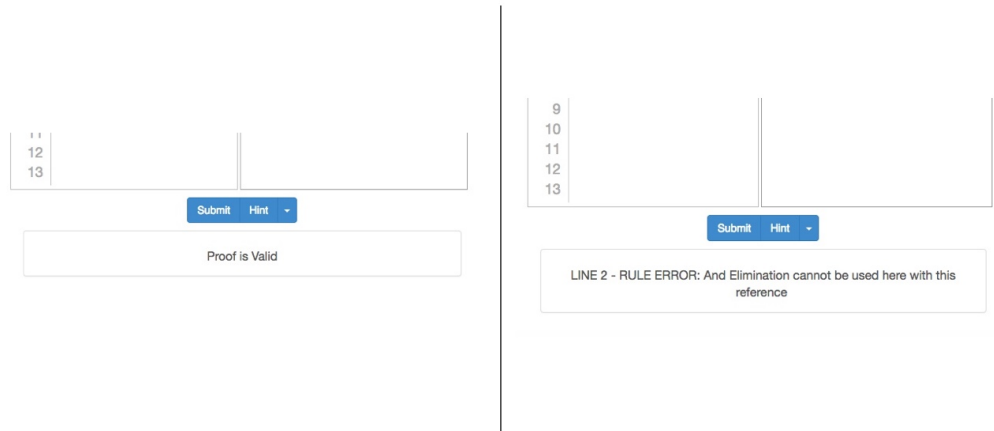 12
13
Submit Hint
Proof is Valid
9
10
11
12
13
Submit Hint
LINE 2 - RULE ERROR: And Elimination cannot be used here with this
reference